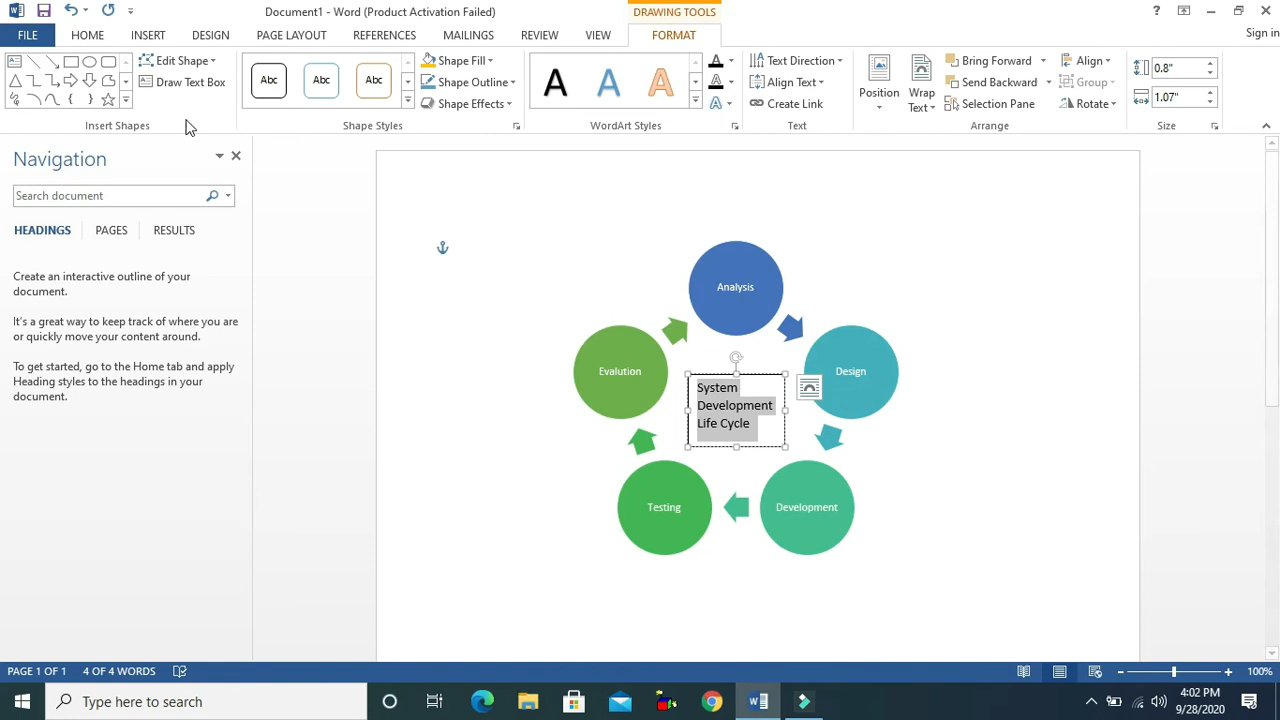 Document1 - Word (Product Activation Failed)
DRAWING TOOLS
?
FILE
HOME
INSERT
DESIGN
PAGE LAYOUT
REFERENCES
MAILINGS
REVIEW
VIEW
FORMAT
Sign in
Edit Shape
Draw Text Box
Insert Shapes
Abc
Abc
Abc
Shape Fill
Shape Outline
Shape Effects
Shape Styles
A
A
A
A
A
A
WordArt Styles
Text Direction
Align Text
Create Link
Text
Position
Wrap
Text
Bring Forward
Send Backward
Selection Pane
Align
Group
Rotate
Arrange
0.8"
1.07"
Size
Navigation
Search document
HEADINGS
PAGES
RESULTS
Create an interactive outline of your
document.
It's a great way to keep track of where you are
or quickly move your content around.
To get started, go to the Home tab and apply
Heading styles to the headings in your
document.
Analysis
Evalution
Design
System
Development
Life Cycle
Testing
Development
PAGE 1 OF 1
4 OF 4 WORDS
100%
Type here to search
4:02 PM
9/28/2020